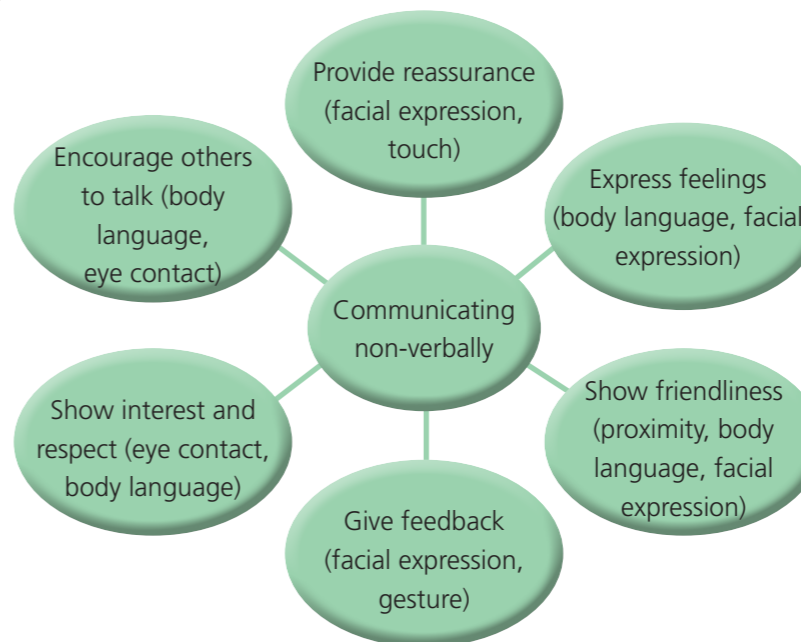 Provide reassurance
(facial expression,
touch)
Encourage others
to talk (body
language,
eye contact)
Express feelings
(body language, facial
expression)
Communicating
non-verbally
Show interest and
respect (eye contact,
body language)
Show friendliness
(proximity, body
language, facial
expression)
Give feedback
(facial expression,
gesture)